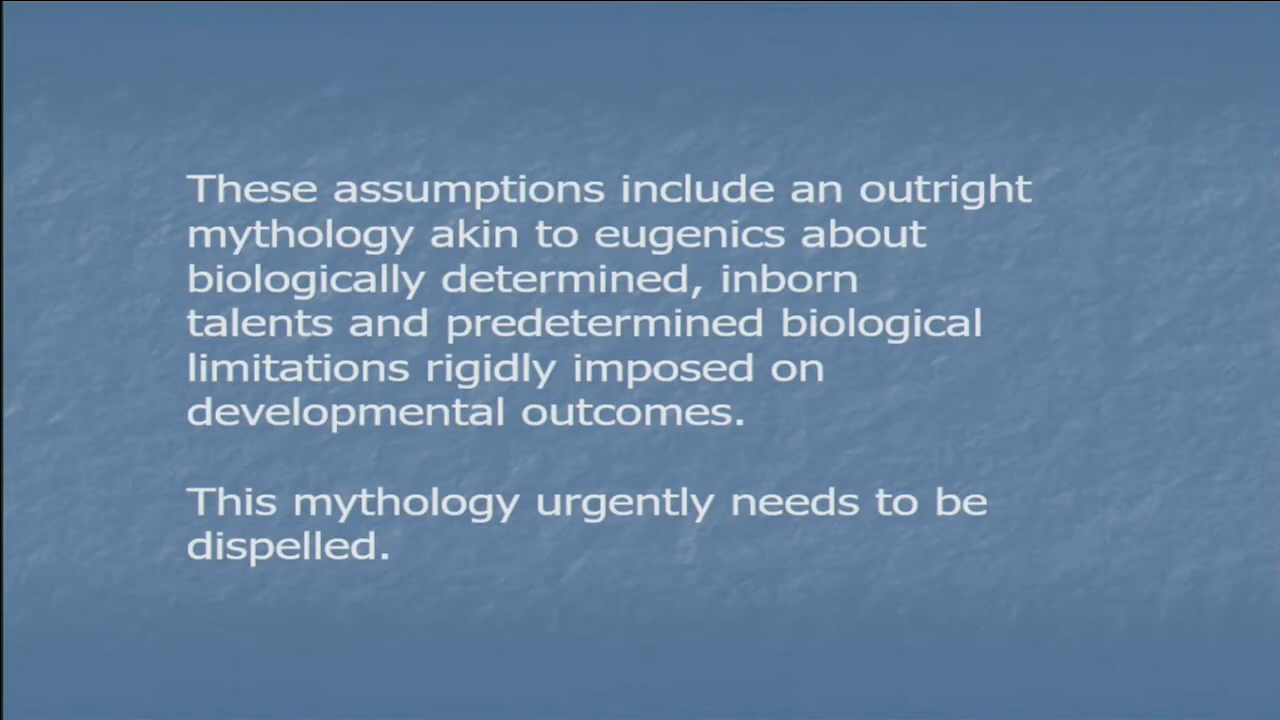 These assumptions include an outright
mythology akin to eugenics about
biologically determined, inborn
talents and predetermined biological
limitations rigidly imposed on
developmental outcomes.
This mythology urgently needs to be
dispelled.